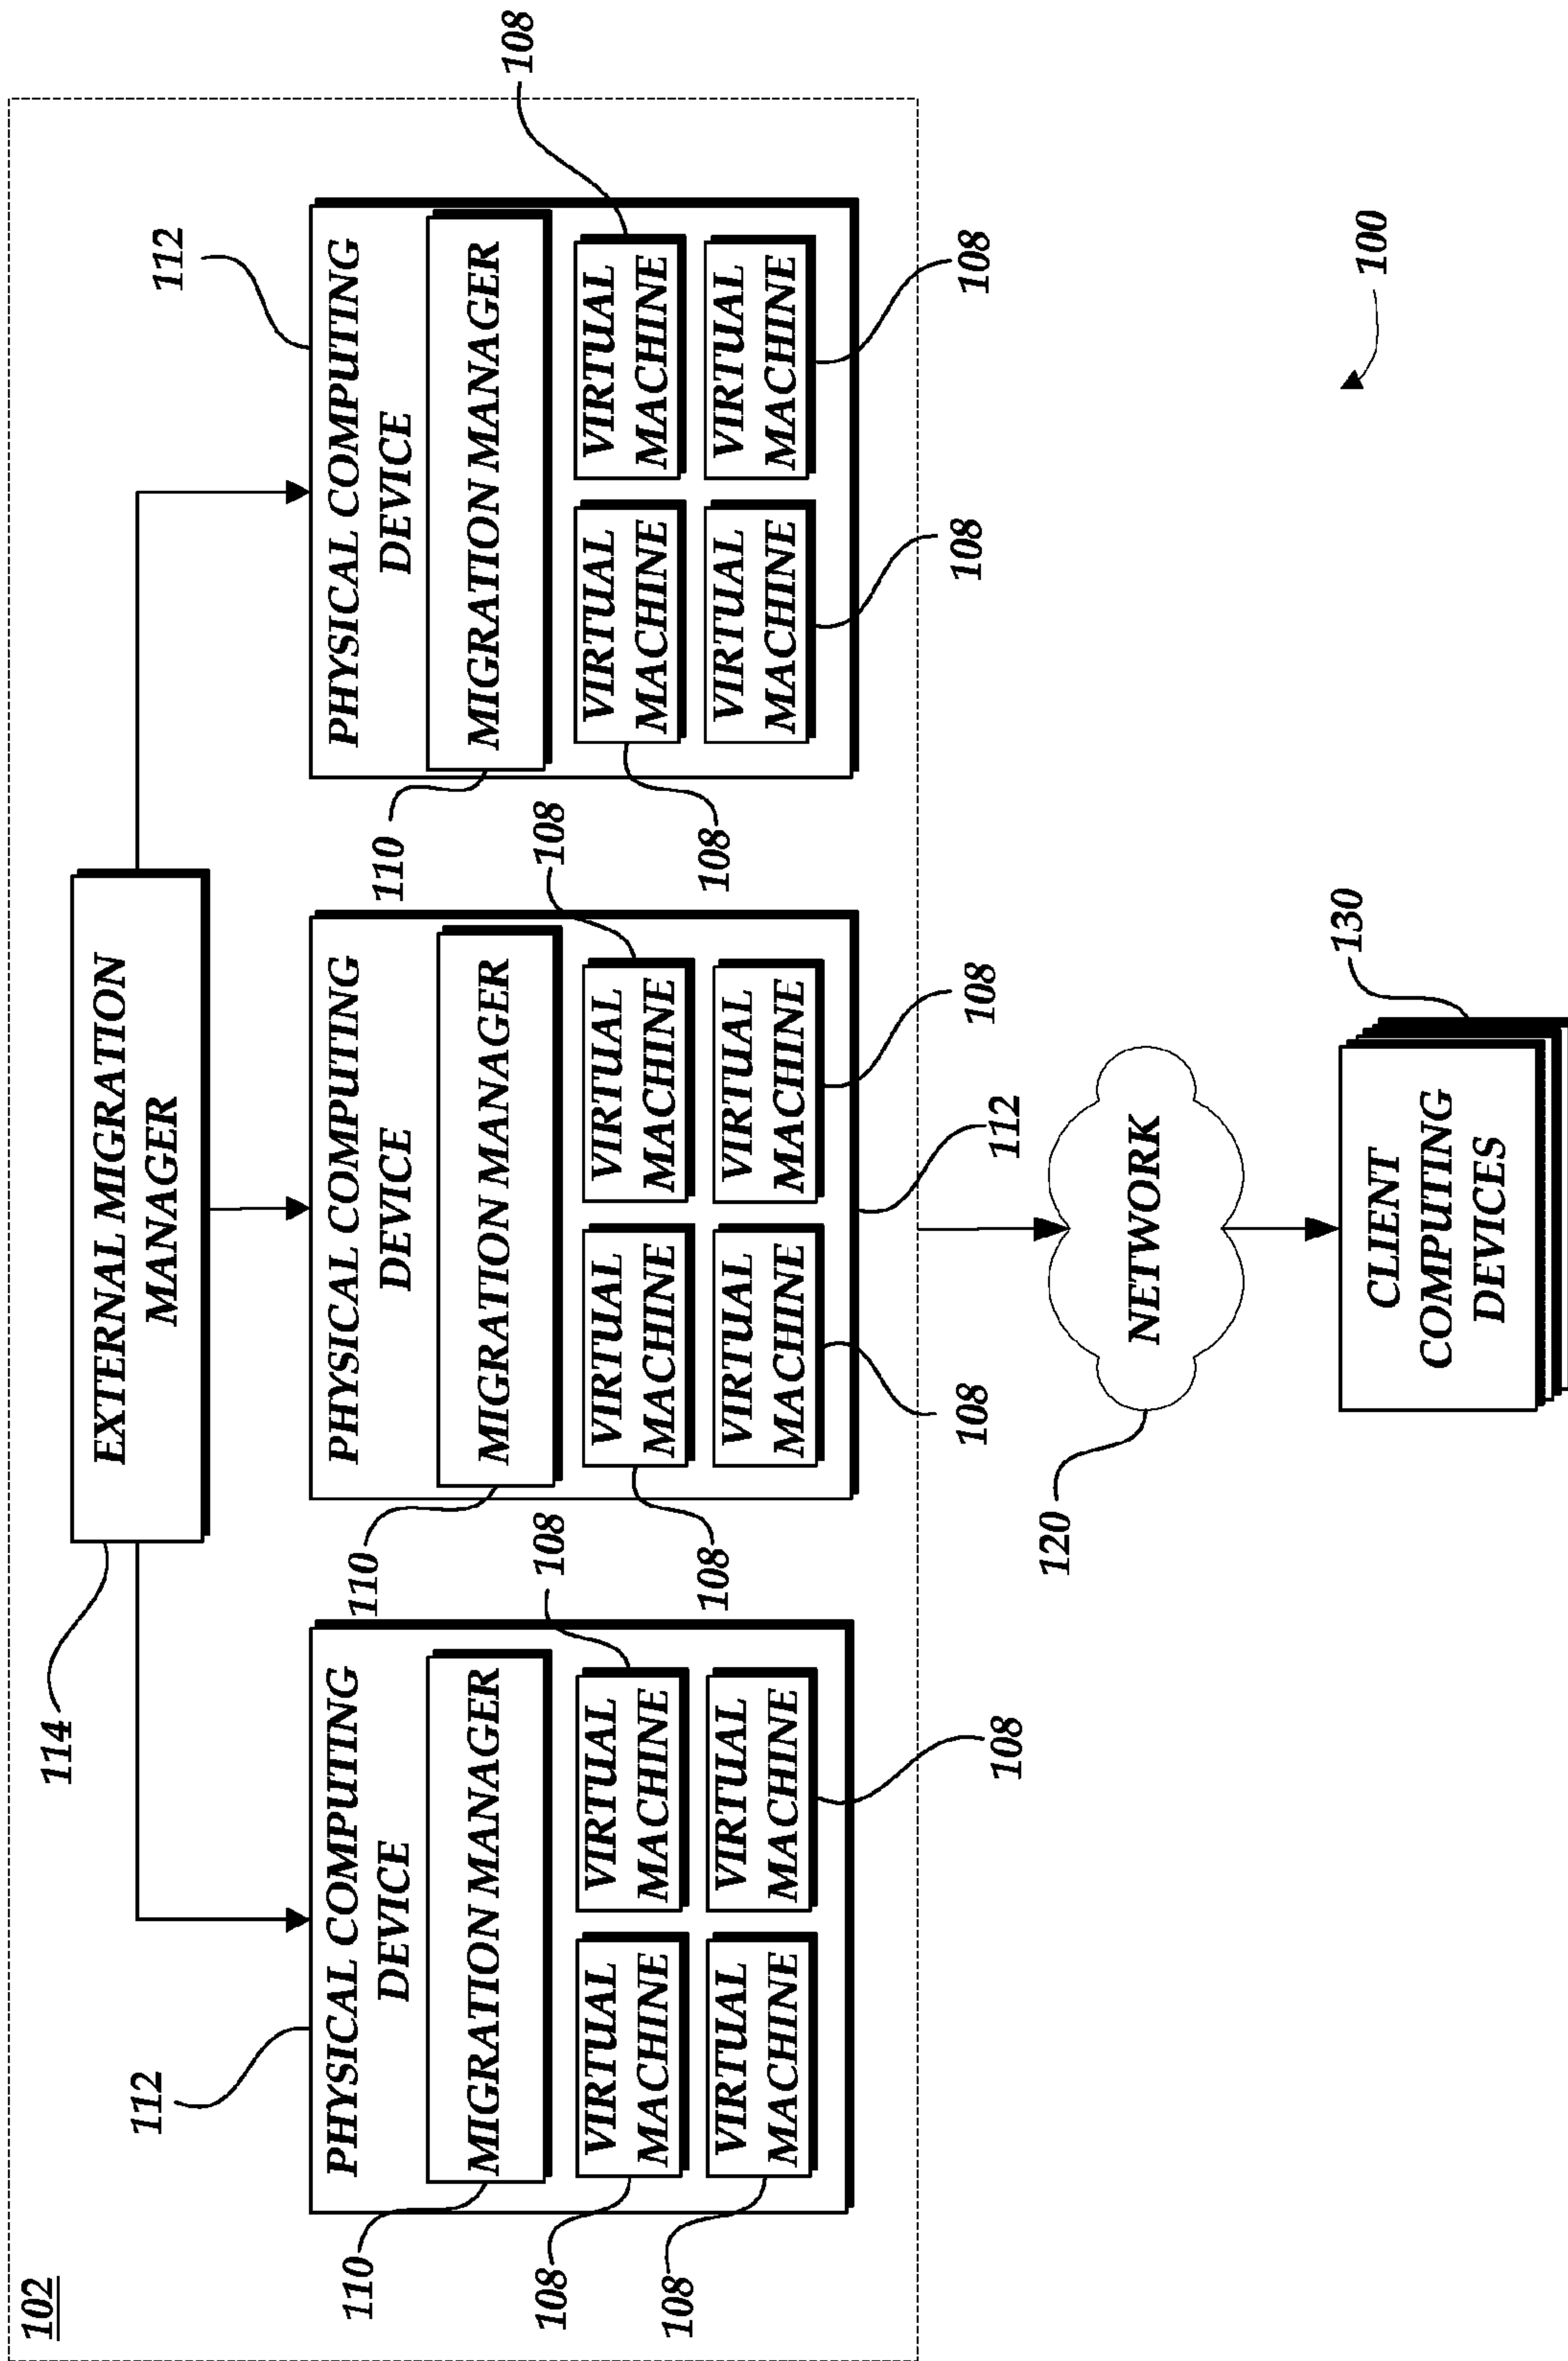 102
114
EXTERNAL MIGRATION
MANAGER
112
PHYSICAL COMPUTING
DEVICE
110
MIGRATION MANAGER
108
108
VIRTUAL
MACHINE
VIRTUAL
MACHINE
108
VIRTUAL
MACHINE
VIRTUAL
MACHINE
108
PHYSICAL COMPUTING
DEVICE
110
MIGRATION MANAGER
108
108
VIRTUAL
MACHINE
VIRTUAL
MACHINE
VIRTUAL
MACHINE
VIRTUAL
MACHINE
108
108
112
112
PHYSICAL COMPUTING
DEVICE
110
MIGRATION MANAGER
108
108
VIRTUAL
MACHINE
VIRTUAL
MACHINE
VIRTUAL
MACHINE
VIRTUAL
MACHINE
108
108
120
NETWORK
130
CLIENT
COMPUTING
DEVICES
100